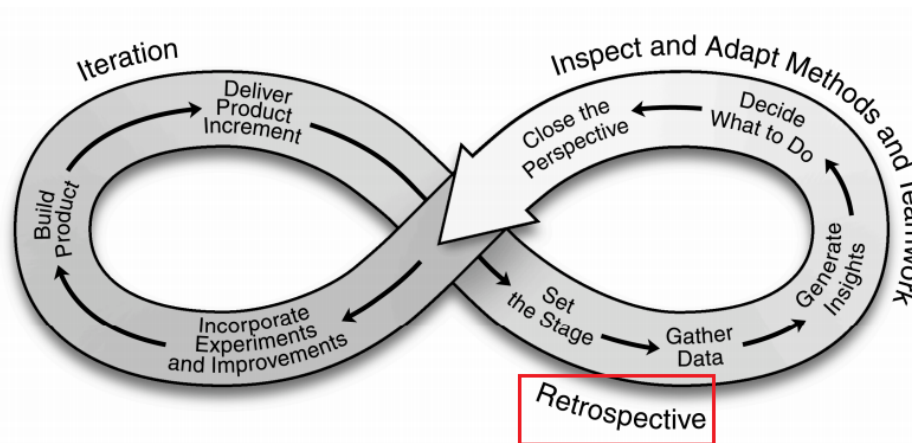 Iteration
Deliver
Product
Increment
Build
Product
Incorporate
Experiments
and Improvements
Inspect and Adapt Methods and Teamwork
Close the
Perspective
Decide
What to Do
Generate
Insights
Gather
Data
Set
the Stage
Retrospective